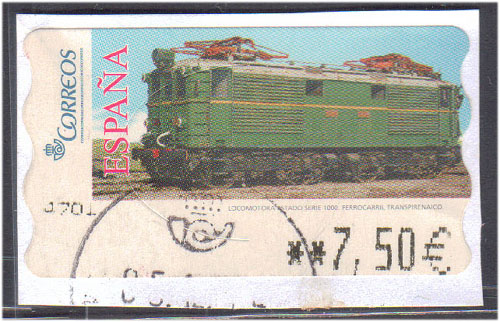 CORREOS
ESPAÑA
LOCOMOTORA ESTADO SERIE 1000. FERROCARRIL TRANSPIRENAICO
**7,50€